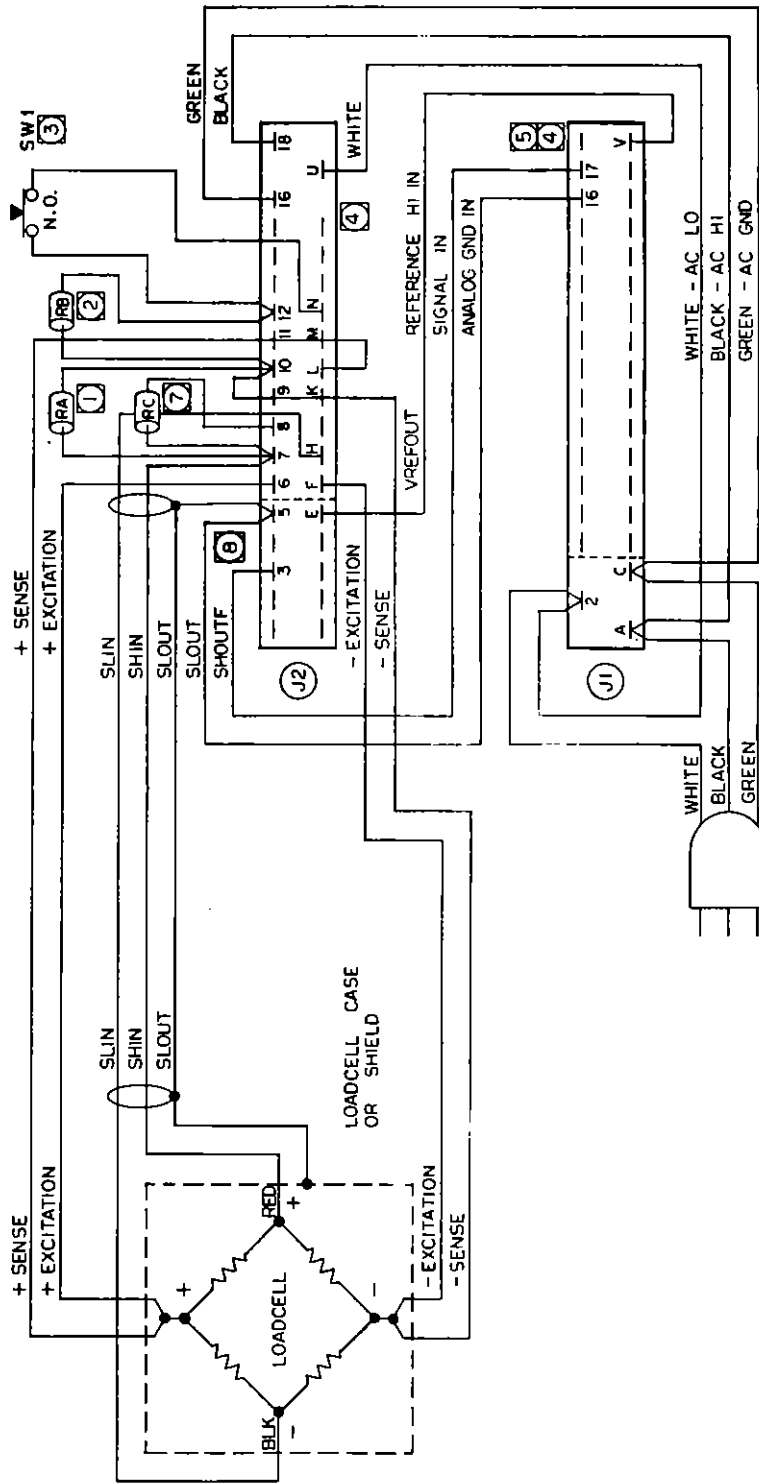 + SENSE
+ EXCITATION
SLIN
SHIN
SLOUT
LOADCELL CASE
OR SHIELD
RED
+
+
LOADCELL
-
BLK
-
- EXCITATION
- SENSE
+ SENSE
+ EXCITATION
SLIN
SHIN
SLOUT
SLOUT
SHOUTF
- EXCITATION
- SENSE
RA
1
RB
2
RC
7
SW1
3
N.O.
8
GREEN
BLACK
3 5 6 7 8 9 10 11 12 16 18
E F H K L M N U
J2
4
WHITE
VREFOUT
REFERENCE HI IN
SIGNAL IN
ANALOG GND IN
5 4
2 16 17
A C V
J1
WHITE
BLACK
GREEN
WHITE - AC LO
BLACK - AC HI
GREEN - AC GND